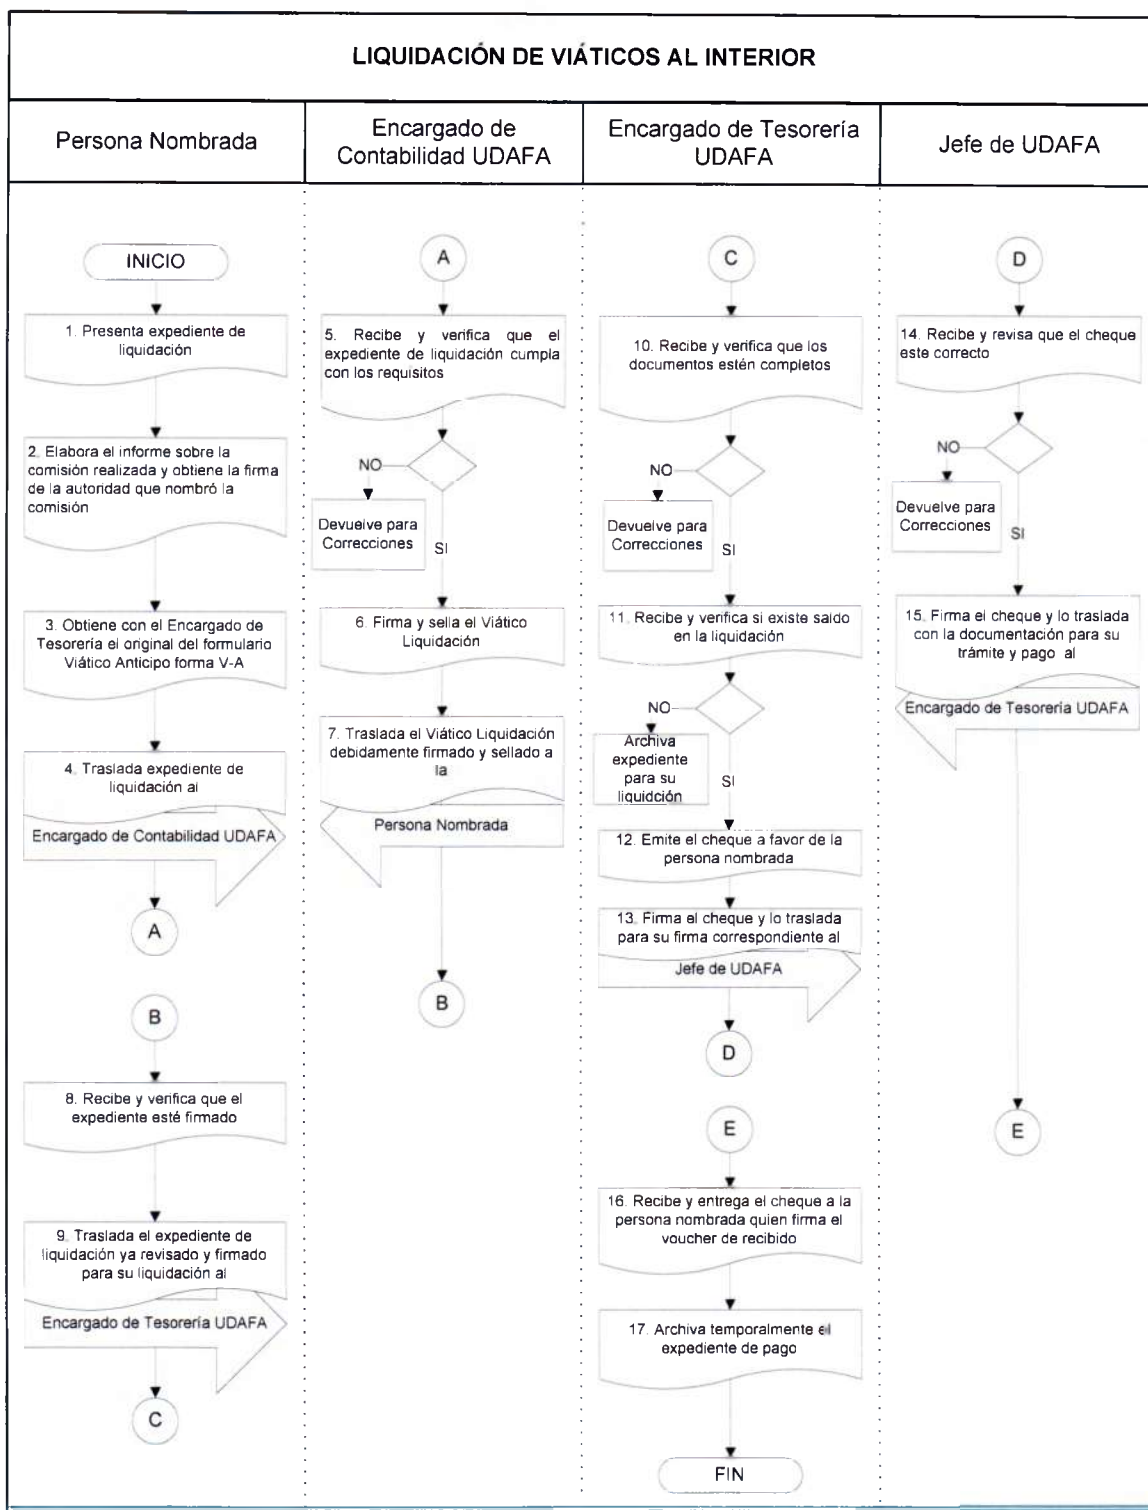 LIQUIDACIÓN DE VIÁTICOS AL INTERIOR
Persona Nombrada
Encargado de
Contabilidad UDAFA
Encargado de Tesorería
UDAFA
Jefe de UDAFA
INICIO
1. Presenta expediente de
liquidación
2. Elabora el informe sobre la
comisión realizada y obtiene la firma
de la autoridad que nombró la
comisión
3. Obtiene con el Encargado de
Tesorería el original del formulario
Viático Anticipo forma V-A
4. Traslada expediente de
liquidación al
Encargado de Contabilidad UDAFA
A
B
8. Recibe y verifica que el
expediente esté firmado
9. Traslada el expediente de
liquidación ya revisado y firmado
para su liquidación al
Encargado de Tesorería UDAFA
C
A
5. Recibe y verifica que el
expediente de liquidación cumpla
con los requisitos
NO
Devuelve para
Correcciones
SI
6. Firma y sella el Viático
Liquidación
7. Traslada el Viático Liquidación
debidamente firmado y sellado a
la
Persona Nombrada
B
C
10. Recibe y verifica que los
documentos estén completos
NO
Devuelve para
Correcciones
SI
11. Recibe y verifica si existe saldo
en la liquidación
NO
Archiva
expediente
para su
liquidción
SI
12. Emite el cheque a favor de la
persona nombrada
13. Firma el cheque y lo traslada
para su firma correspondiente al
Jefe de UDAFA
D
E
16. Recibe y entrega el cheque a la
persona nombrada quien firma el
voucher de recibido
17. Archiva temporalmente el
expediente de pago
FIN
D
14. Recibe y revisa que el cheque
este correcto
NO
Devuelve para
Correcciones
SI
15. Firma el cheque y lo traslada
con la documentación para su
trámite y pago al
Encargado de Tesorería UDAFA
E